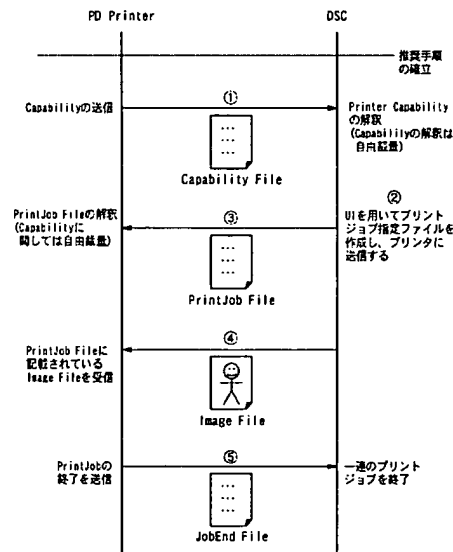 PD Printer
DSC
推奨手順
の確立
Capabilityの送信
①
Printer Capability
の解釈
(Capabilityの解釈は
自由裁量)
Capability File
②
PrintJob Fileの解釈
(Capabilityに
関しては自由裁量)
③
UIを用いてプリント
ジョブ指定ファイルを
作成し、プリンタに
送信する
PrintJob File
④
PrintJob Fileに
記載されている
Image Fileを受信
Image File
⑤
PrintJobの
終了を送信
一連のプリント
ジョブを終了
JobEnd File